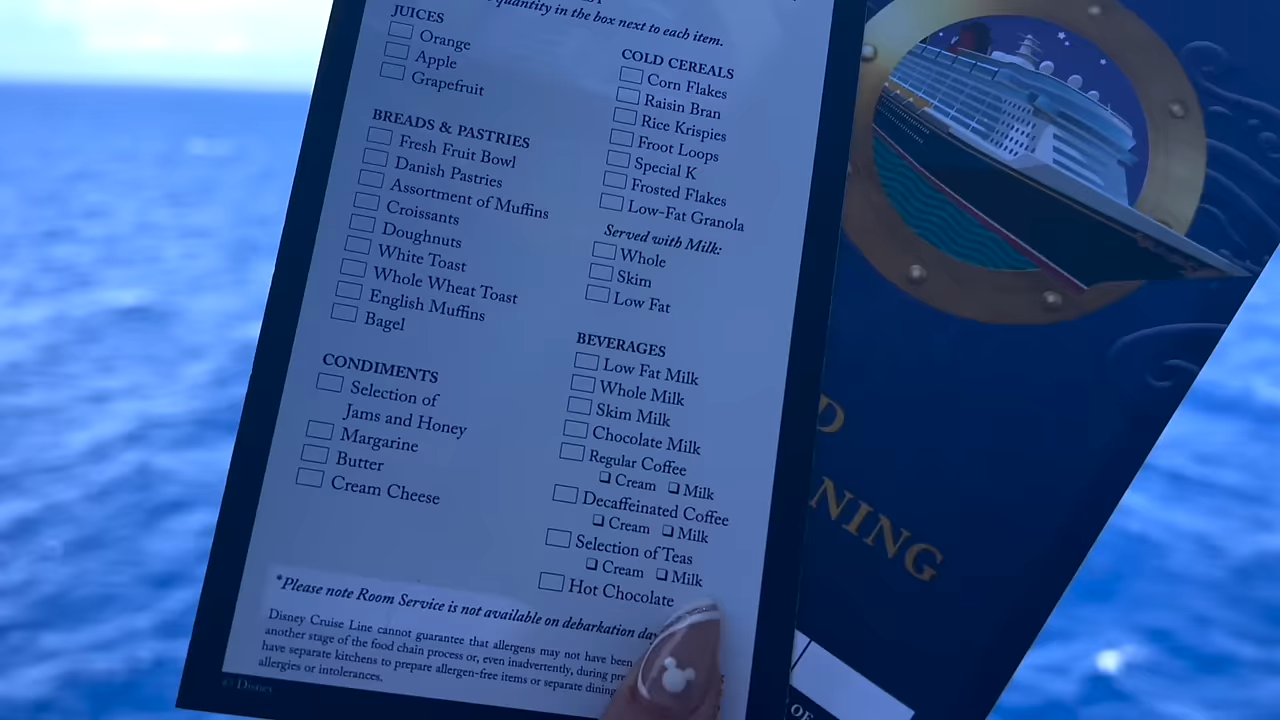 quantity in the box next to each item.
JUICES
Orange
Apple
Grapefruit
BREADS & PASTRIES
Fresh Fruit Bowl
Danish Pastries
Assortment of Muffins
Croissants
Doughnuts
White Toast
Whole Wheat Toast
English Muffins
Bagel
CONDIMENTS
Selection of
Jams and Honey
Margarine
Butter
Cream Cheese
COLD CEREALS
Corn Flakes
Raisin Bran
Rice Krispies
Froot Loops
Special K
Frosted Flakes
Low-Fat Granola
Served with Milk:
Whole
Skim
Low Fat
BEVERAGES
Low Fat Milk
Whole Milk
Skim Milk
Chocolate Milk
Regular Coffee
Cream Milk
Decaffeinated Coffee
Cream Milk
Selection of Teas
Cream Milk
Hot Chocolate
*Please note Room Service is not available on debarkation
Disney Cruise Line cannot guarantee that allergens may not have been
another stage of the food chain process or, even inadvertently, during
have separate kitchens to prepare allergen-free items or separate dining
allergies or intolerances.
© Disney
D
NING
OF